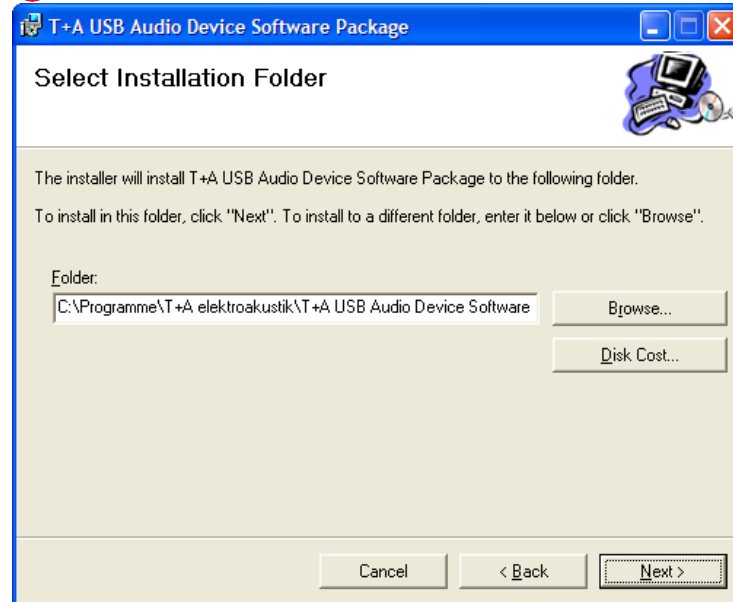 T+A USB Audio Device Software Package
Select Installation Folder
The installer will install T+A USB Audio Device Software Package to the following folder.
To install in this folder, click "Next". To install to a different folder, enter it below or click "Browse".
Folder:
C:\Programme\T+A elektroakustik\T+A USB Audio Device Software
Browse...
Disk Cost...
Cancel
< Back
Next >